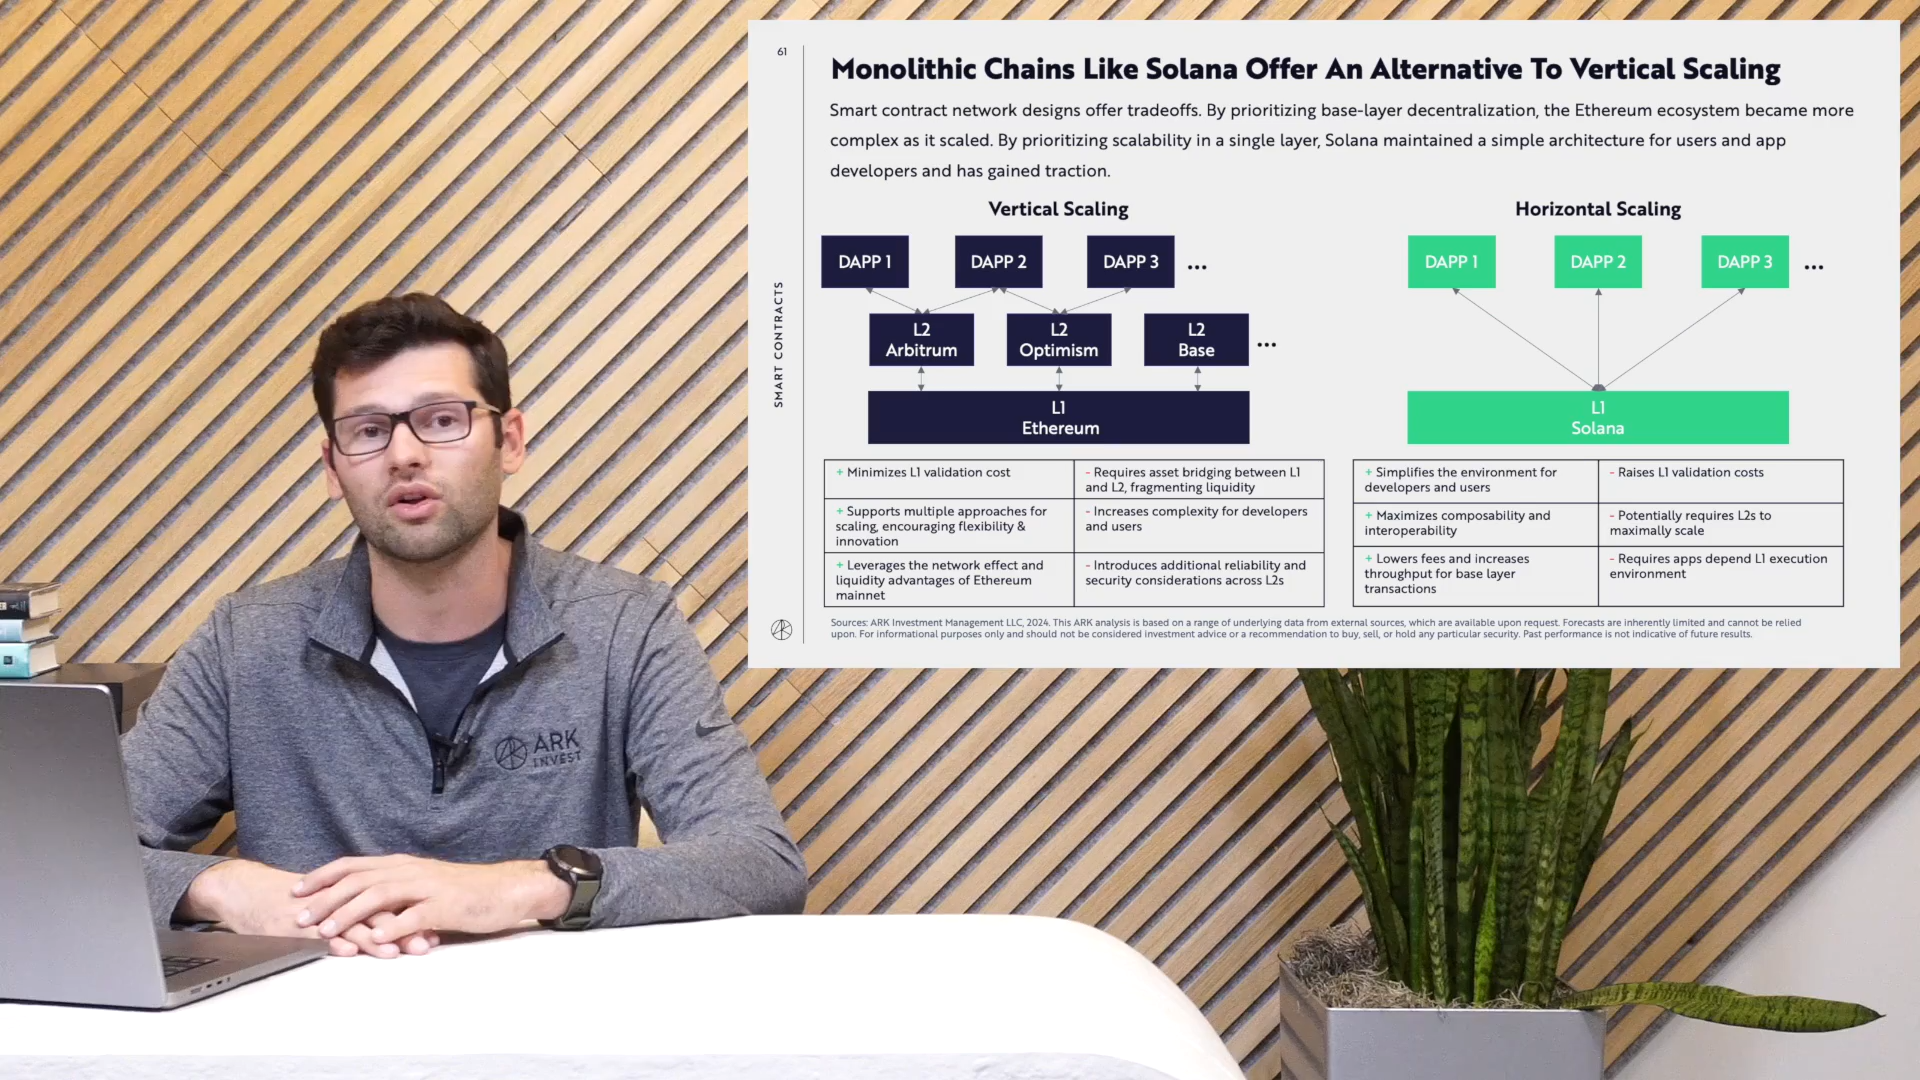 61
Monolithic Chains Like Solana Offer An Alternative To Vertical Scaling
Smart contract network designs offer tradeoffs. By prioritizing base-layer decentralization, the Ethereum ecosystem became more
complex as it scaled. By prioritizing scalability in a single layer, Solana maintained a simple architecture for users and app
developers and has gained traction.
SMART CONTRACTS
Vertical Scaling
DAPP 1
DAPP 2
DAPP 3
...
L2
Arbitrum
L2
Optimism
L2
Base
...
L1
Ethereum
+ Minimizes L1 validation cost
- Requires asset bridging between L1
and L2, fragmenting liquidity
+ Supports multiple approaches for
scaling, encouraging flexibility &
innovation
- Increases complexity for developers
and users
+ Leverages the network effect and
liquidity advantages of Ethereum
mainnet
- Introduces additional reliability and
security considerations across L2s
Horizontal Scaling
DAPP 1
DAPP 2
DAPP 3
...
L1
Solana
+ Simplifies the environment for
developers and users
- Raises L1 validation costs
+ Maximizes composability and
interoperability
- Potentially requires L2s to
maximally scale
+ Lowers fees and increases
throughput for base layer
transactions
- Requires apps depend L1 execution
environment
Sources: ARK Investment Management LLC, 2024. This ARK analysis is based on a range of underlying data from external sources, which are available upon request. Forecasts are inherently limited and cannot be relied
upon. For informational purposes only and should not be considered investment advice or a recommendation to buy, sell, or hold any particular security. Past performance is not indicative of future results.
ARK
INVEST